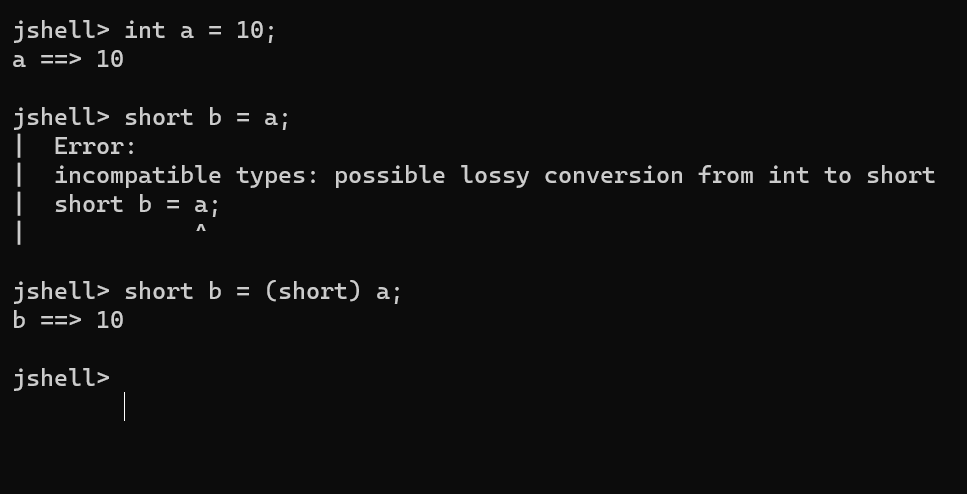 jshell> int a = 10;
a ==> 10
jshell> short b = a;
|  Error:
|  incompatible types: possible lossy conversion from int to short
|  short b = a;
|            ^
jshell> short b = (short) a;
b ==> 10
jshell>